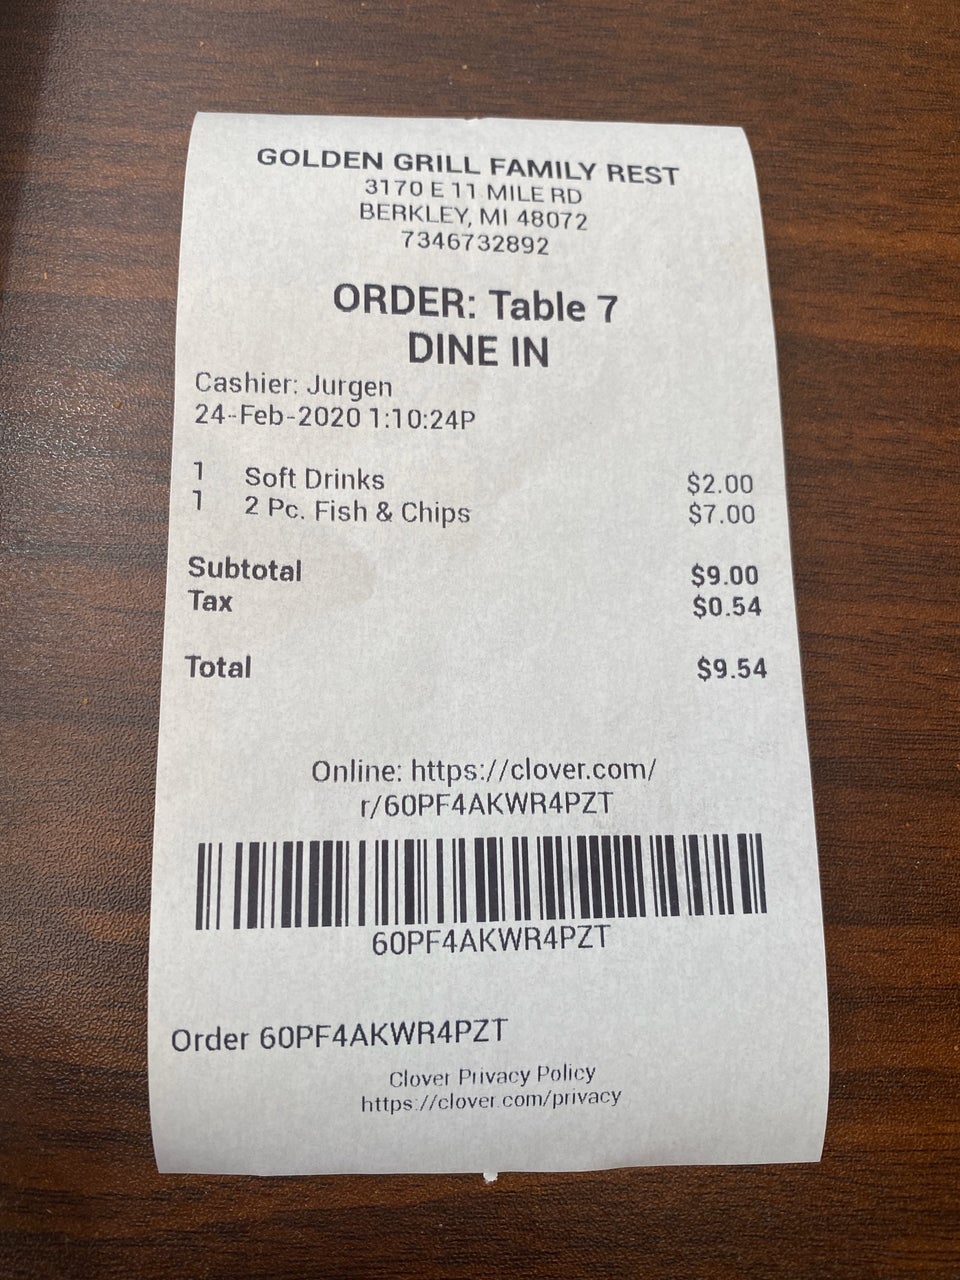 GOLDEN GRILL FAMILY REST
3170 E 11 MILE RD
BERKLEY, MI 48072
7346732892
ORDER: Table 7
DINE IN
Cashier: Jurgen
24-Feb-2020 1:10:24P
1 Soft Drinks $2.00
1 2 Pc. Fish & Chips $7.00
Subtotal $9.00
Tax $0.54
Total $9.54
Online: https://clover.com/
r/60PF4AKWR4PZT
60PF4AKWR4PZT
Order 60PF4AKWR4PZT
Clover Privacy Policy
https://clover.com/privacy